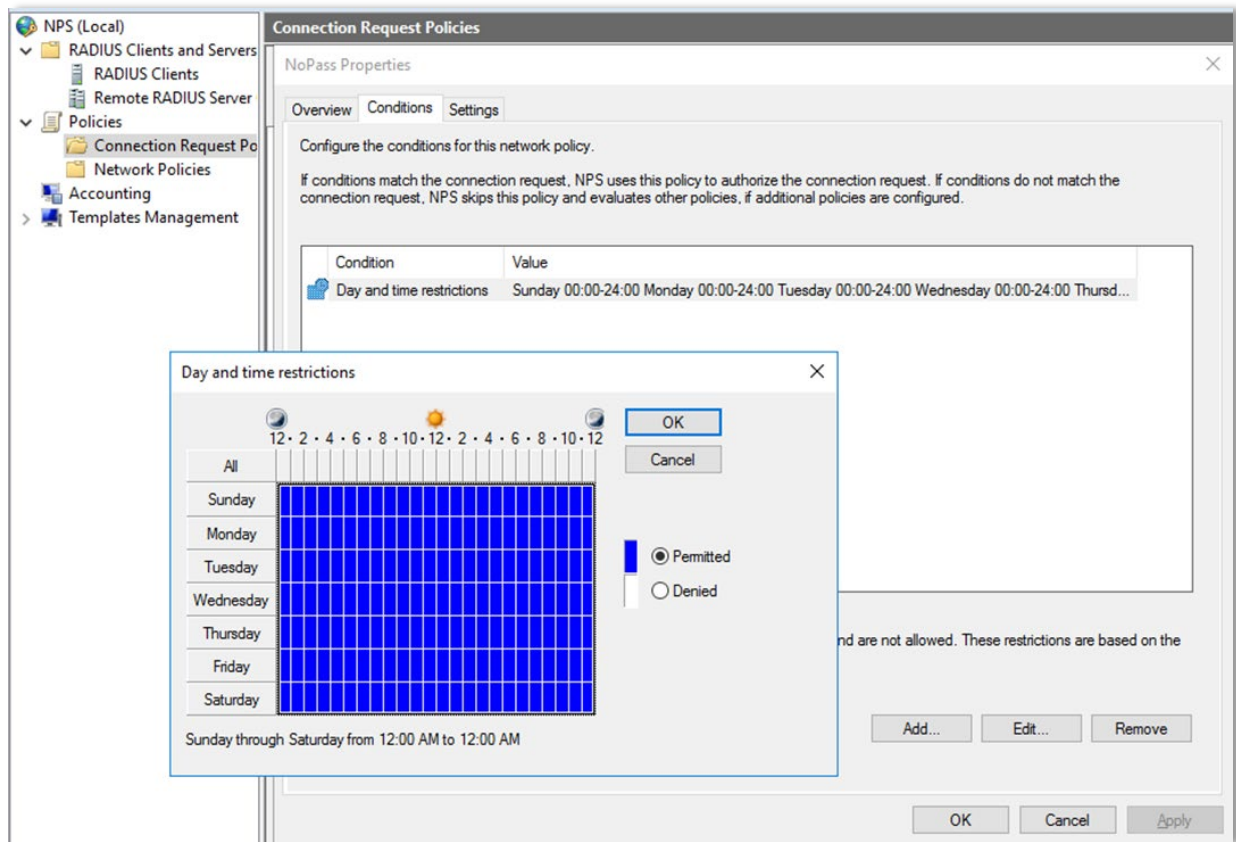 NPS (Local)
RADIUS Clients and Servers
RADIUS Clients
Remote RADIUS Server
Policies
Connection Request Po
Network Policies
Accounting
Templates Management
Connection Request Policies
NoPass Properties
Overview Conditions Settings
Configure the conditions for this network policy.
If conditions match the connection request, NPS uses this policy to authorize the connection request. If conditions do not match the
connection request, NPS skips this policy and evaluates other policies, if additional policies are configured.
Condition Value
Day and time restrictions Sunday 00:00-24:00 Monday 00:00-24:00 Tuesday 00:00-24:00 Wednesday 00:00-24:00 Thursd...
Day and time restrictions
12 · 2 · 4 · 6 · 8 · 10 · 12 · 2 · 4 · 6 · 8 · 10 · 12
All
Sunday
Monday
Tuesday
Wednesday
Thursday
Friday
Saturday
Sunday through Saturday from 12:00 AM to 12:00 AM
OK
Cancel
Permitted
Denied
nd are not allowed. These restrictions are based on the
Add... Edit... Remove
OK Cancel Apply